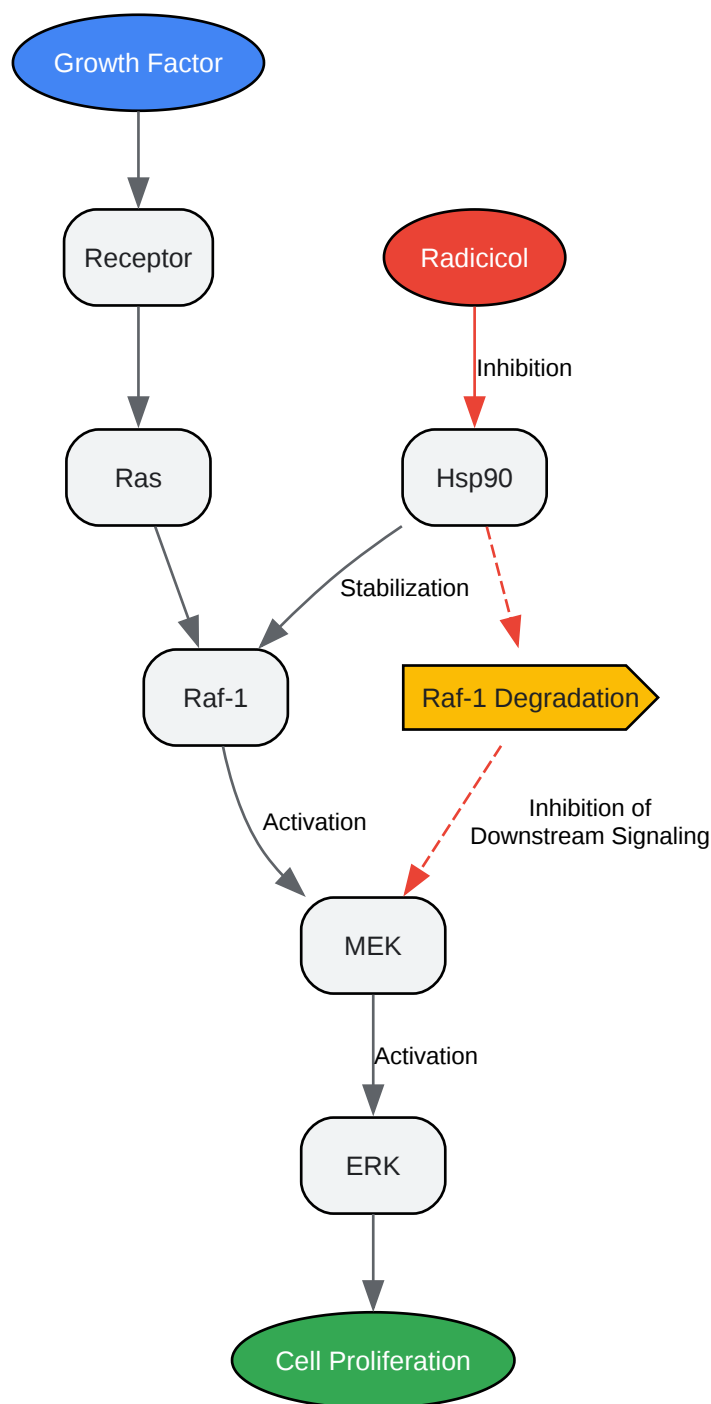 Growth Factor
Receptor
Radicicol
Inhibition
Ras
Hsp90
Stabilization
Raf-1
Raf-1 Degradation
Activation
Inhibition of
Downstream Signaling
MEK
Activation
ERK
Cell Proliferation